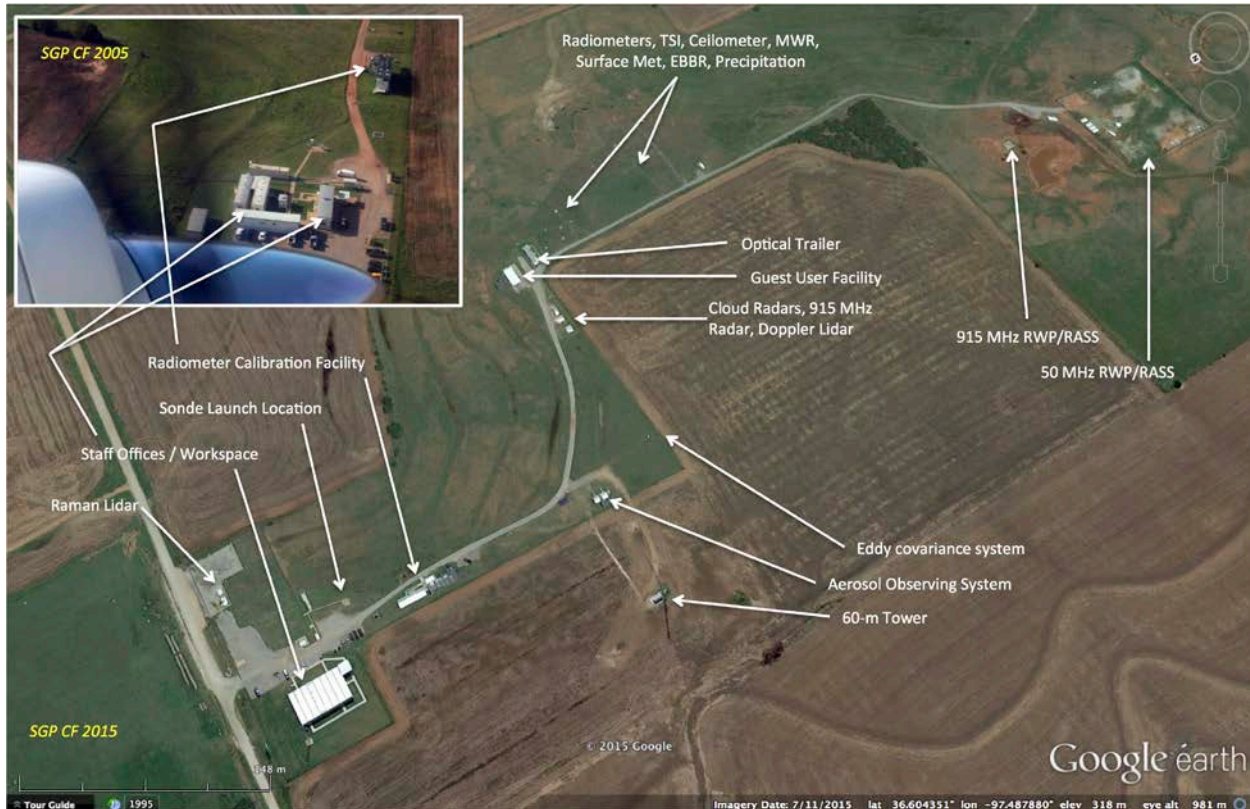 SGP CF 2005
Radiometers, TSI, Ceilometer, MWR,
Surface Met, EBBR, Precipitation
Optical Trailer
Guest User Facility
Cloud Radars, 915 MHz
Radar, Doppler Lidar
915 MHz RWP/RASS
50 MHz RWP/RASS
Radiometer Calibration Facility
Sonde Launch Location
Staff Offices / Workspace
Raman Lidar
Eddy covariance system
Aerosol Observing System
60-m Tower
SGP CF 2015
© 2015 Google
Google earth
148 m
Tour Guide
1995
Imagery Date: 7/11/2015 lat 36.604351° lon -97.487880° elev 318 m eye alt 981 m